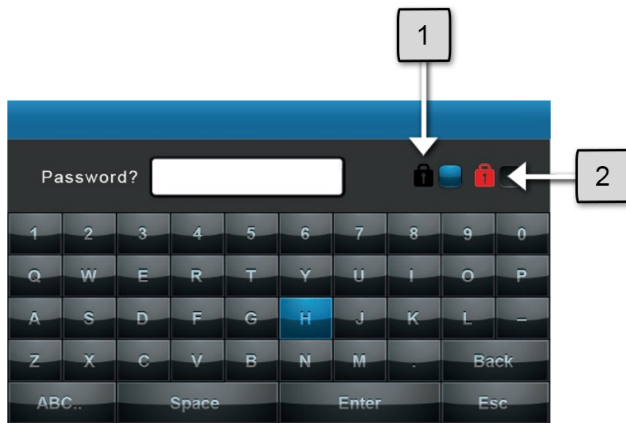 1
Password?
2
1 2 3 4 5 6 7 8 9 0
Q W E R T Y U I O P
A S D F G H J K L –
Z X C V B N M . Back
ABC.. Space Enter Esc